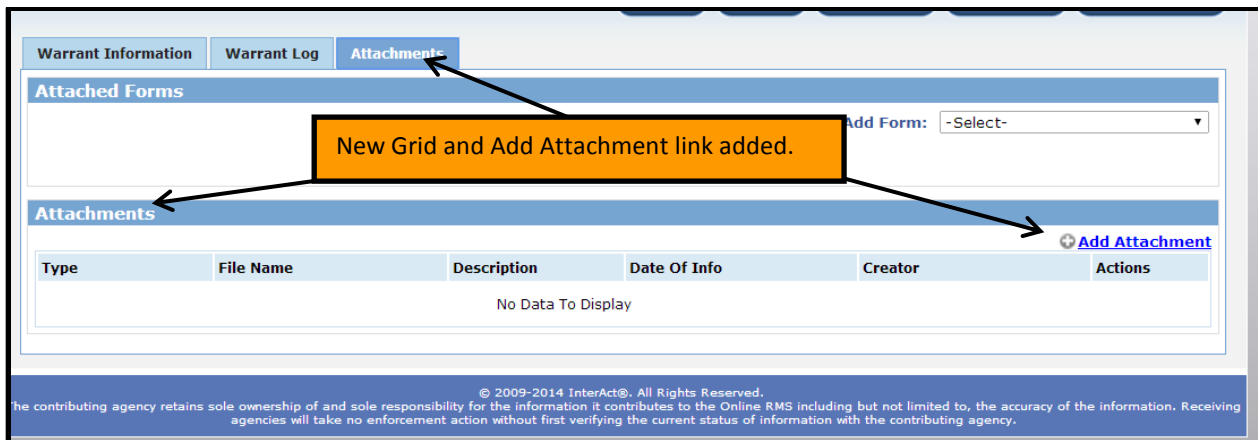 Warrant Information Warrant Log Attachments
Attached Forms
Add Form: -Select-
New Grid and Add Attachment link added.
Attachments
Add Attachment
Type File Name Description Date Of Info Creator Actions
No Data To Display
© 2009-2014 InterAct®. All Rights Reserved.
he contributing agency retains sole ownership of and sole responsibility for the information it contributes to the Online RMS including but not limited to, the accuracy of the information. Receiving
agencies will take no enforcement action without first verifying the current status of information with the contributing agency.